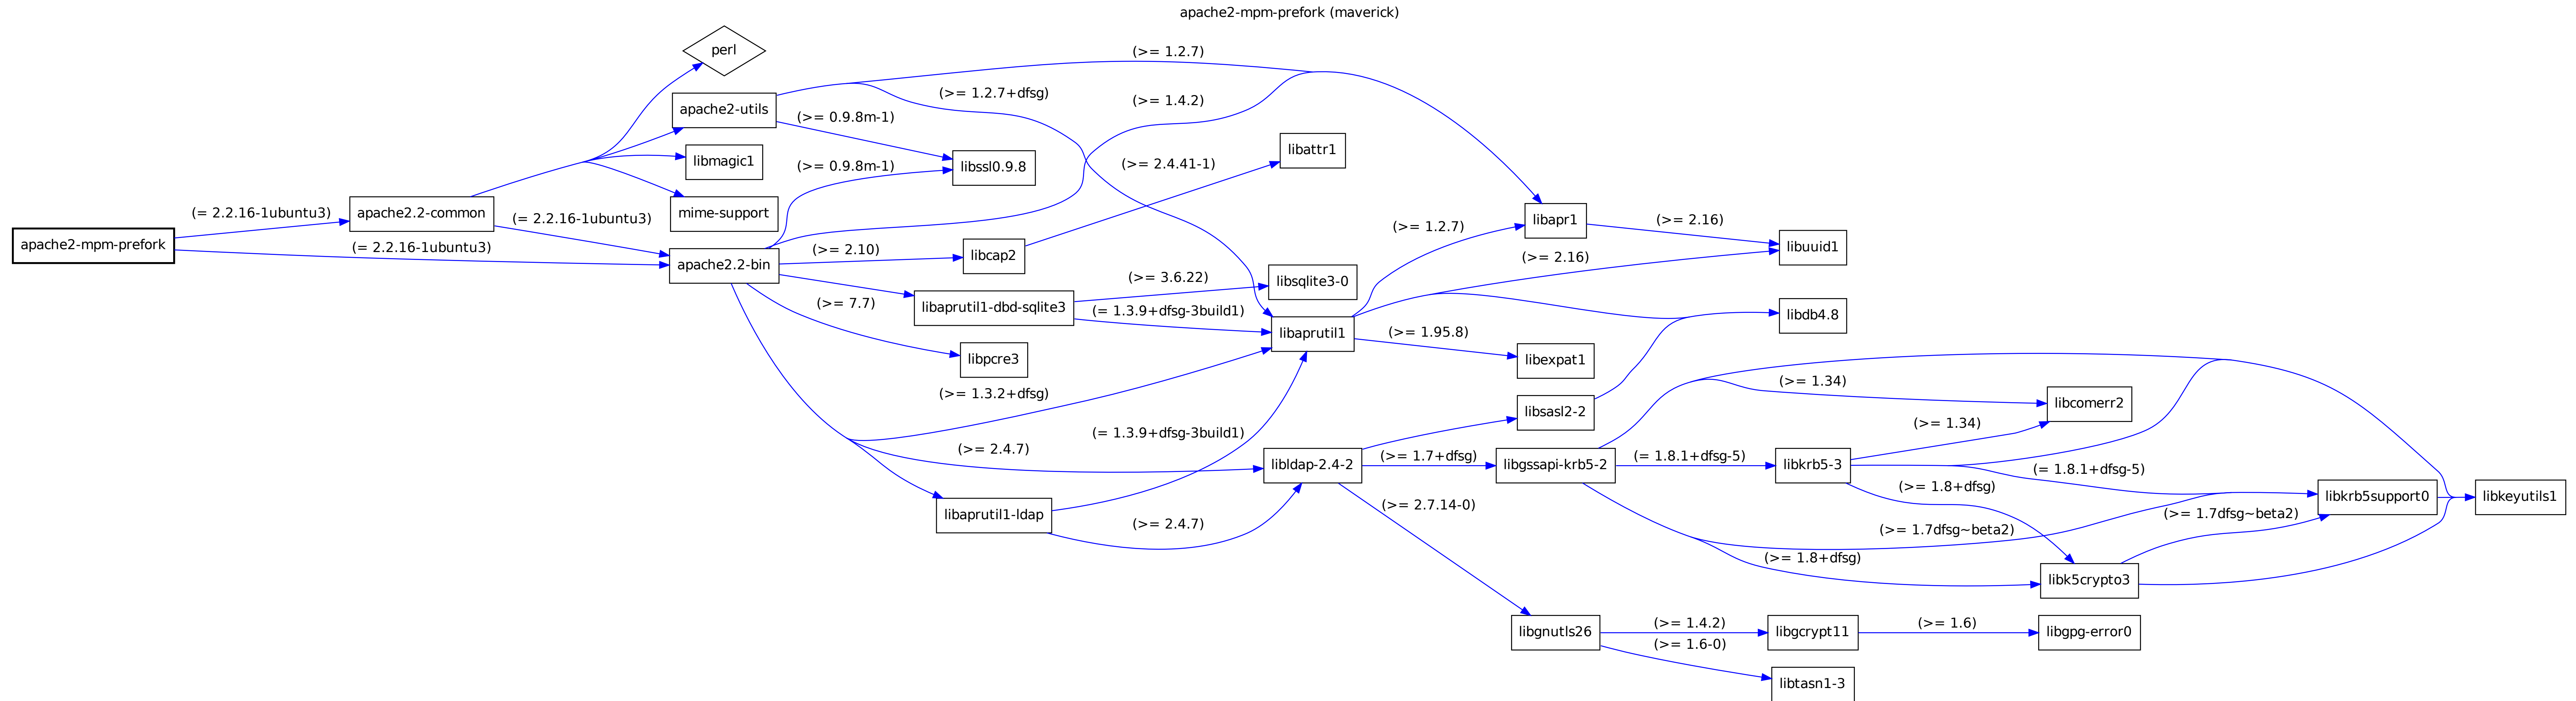 apache2-mpm-prefork (maverick)
perl
(>= 1.2.7)
apache2-utils
(>= 1.2.7+dfsg)
(>= 1.4.2)
(>= 0.9.8m-1)
libmagic1
(>= 0.9.8m-1)
libssl0.9.8
(>= 2.4.41-1)
libattr1
apache2-mpm-prefork
(= 2.2.16-1ubuntu3)
apache2.2-common
(= 2.2.16-1ubuntu3)
mime-support
(= 2.2.16-1ubuntu3)
apache2.2-bin
(>= 2.10)
libcap2
libaprutil1-dbd-sqlite3
(>= 3.6.22)
libsqlite3-0
(>= 7.7)
(= 1.3.9+dfsg-3build1)
libaprutil1
(>= 1.2.7)
libapr1
(>= 2.16)
libuuid1
(>= 2.16)
libdb4.8
(>= 1.95.8)
libexpat1
libpcre3
(>= 1.3.2+dfsg)
(= 1.3.9+dfsg-3build1)
(>= 2.4.7)
libaprutil1-ldap
(>= 2.4.7)
libldap-2.4-2
libsasl2-2
(>= 1.7+dfsg)
libgssapi-krb5-2
(>= 1.34)
libcomerr2
(>= 1.34)
(= 1.8.1+dfsg-5)
libkrb5-3
(= 1.8.1+dfsg-5)
(>= 1.8+dfsg)
libkrb5support0
libkeyutils1
(>= 1.7dfsg~beta2)
(>= 1.7dfsg~beta2)
(>= 1.8+dfsg)
libk5crypto3
(>= 2.7.14-0)
libgnutls26
(>= 1.4.2)
libgcrypt11
(>= 1.6)
libgpg-error0
(>= 1.6-0)
libtasn1-3